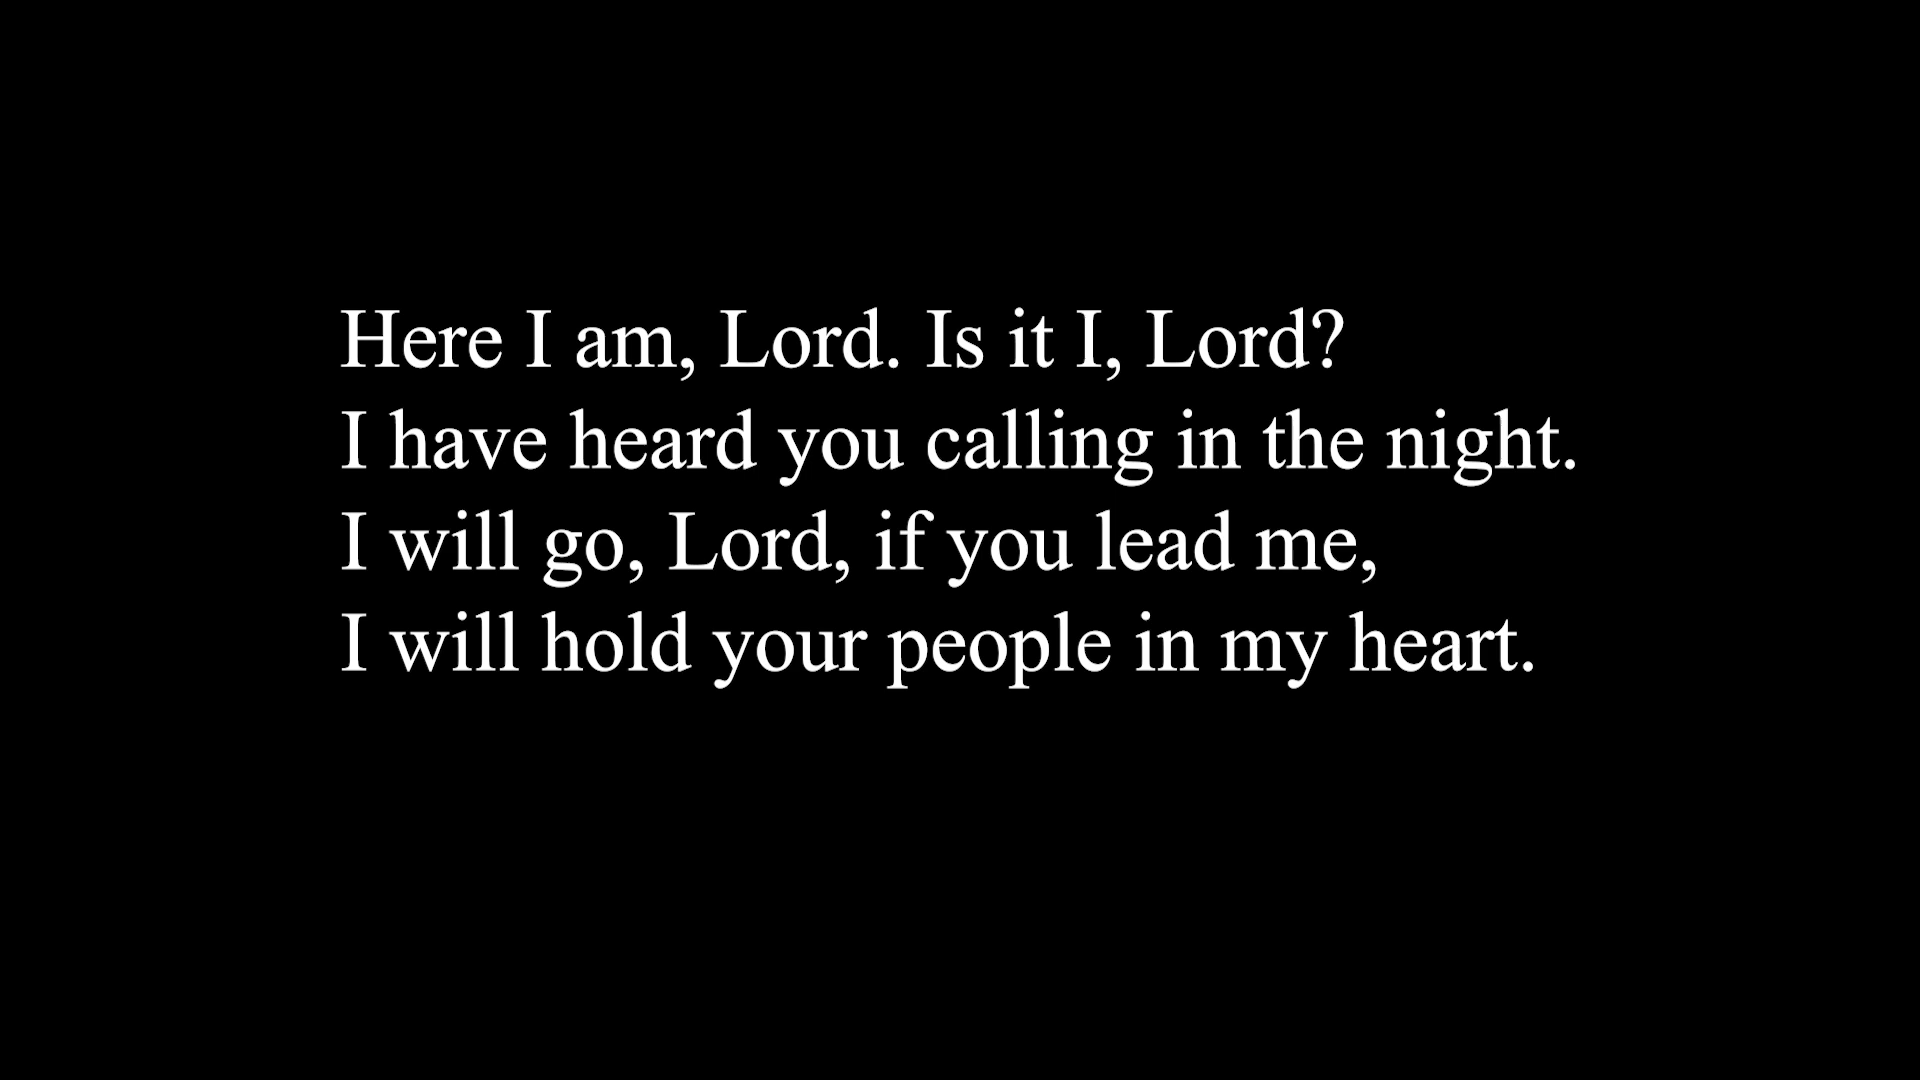 Here I am, Lord. Is it I, Lord?
I have heard you calling in the night.
I will go, Lord, if you lead me,
I will hold your people in my heart.